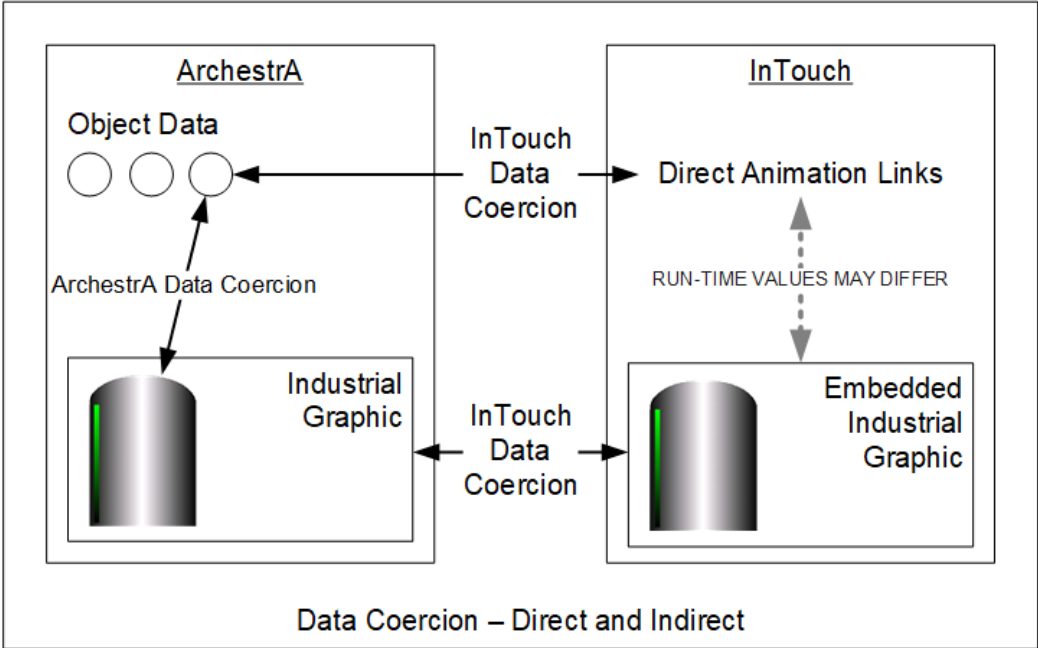 ArchestrA
InTouch
Object Data
InTouch
Data
Coercion
Direct Animation Links
ArchestrA Data Coercion
RUN-TIME VALUES MAY DIFFER
Industrial
Graphic
InTouch
Data
Coercion
Embedded
Industrial
Graphic
Data Coercion – Direct and Indirect